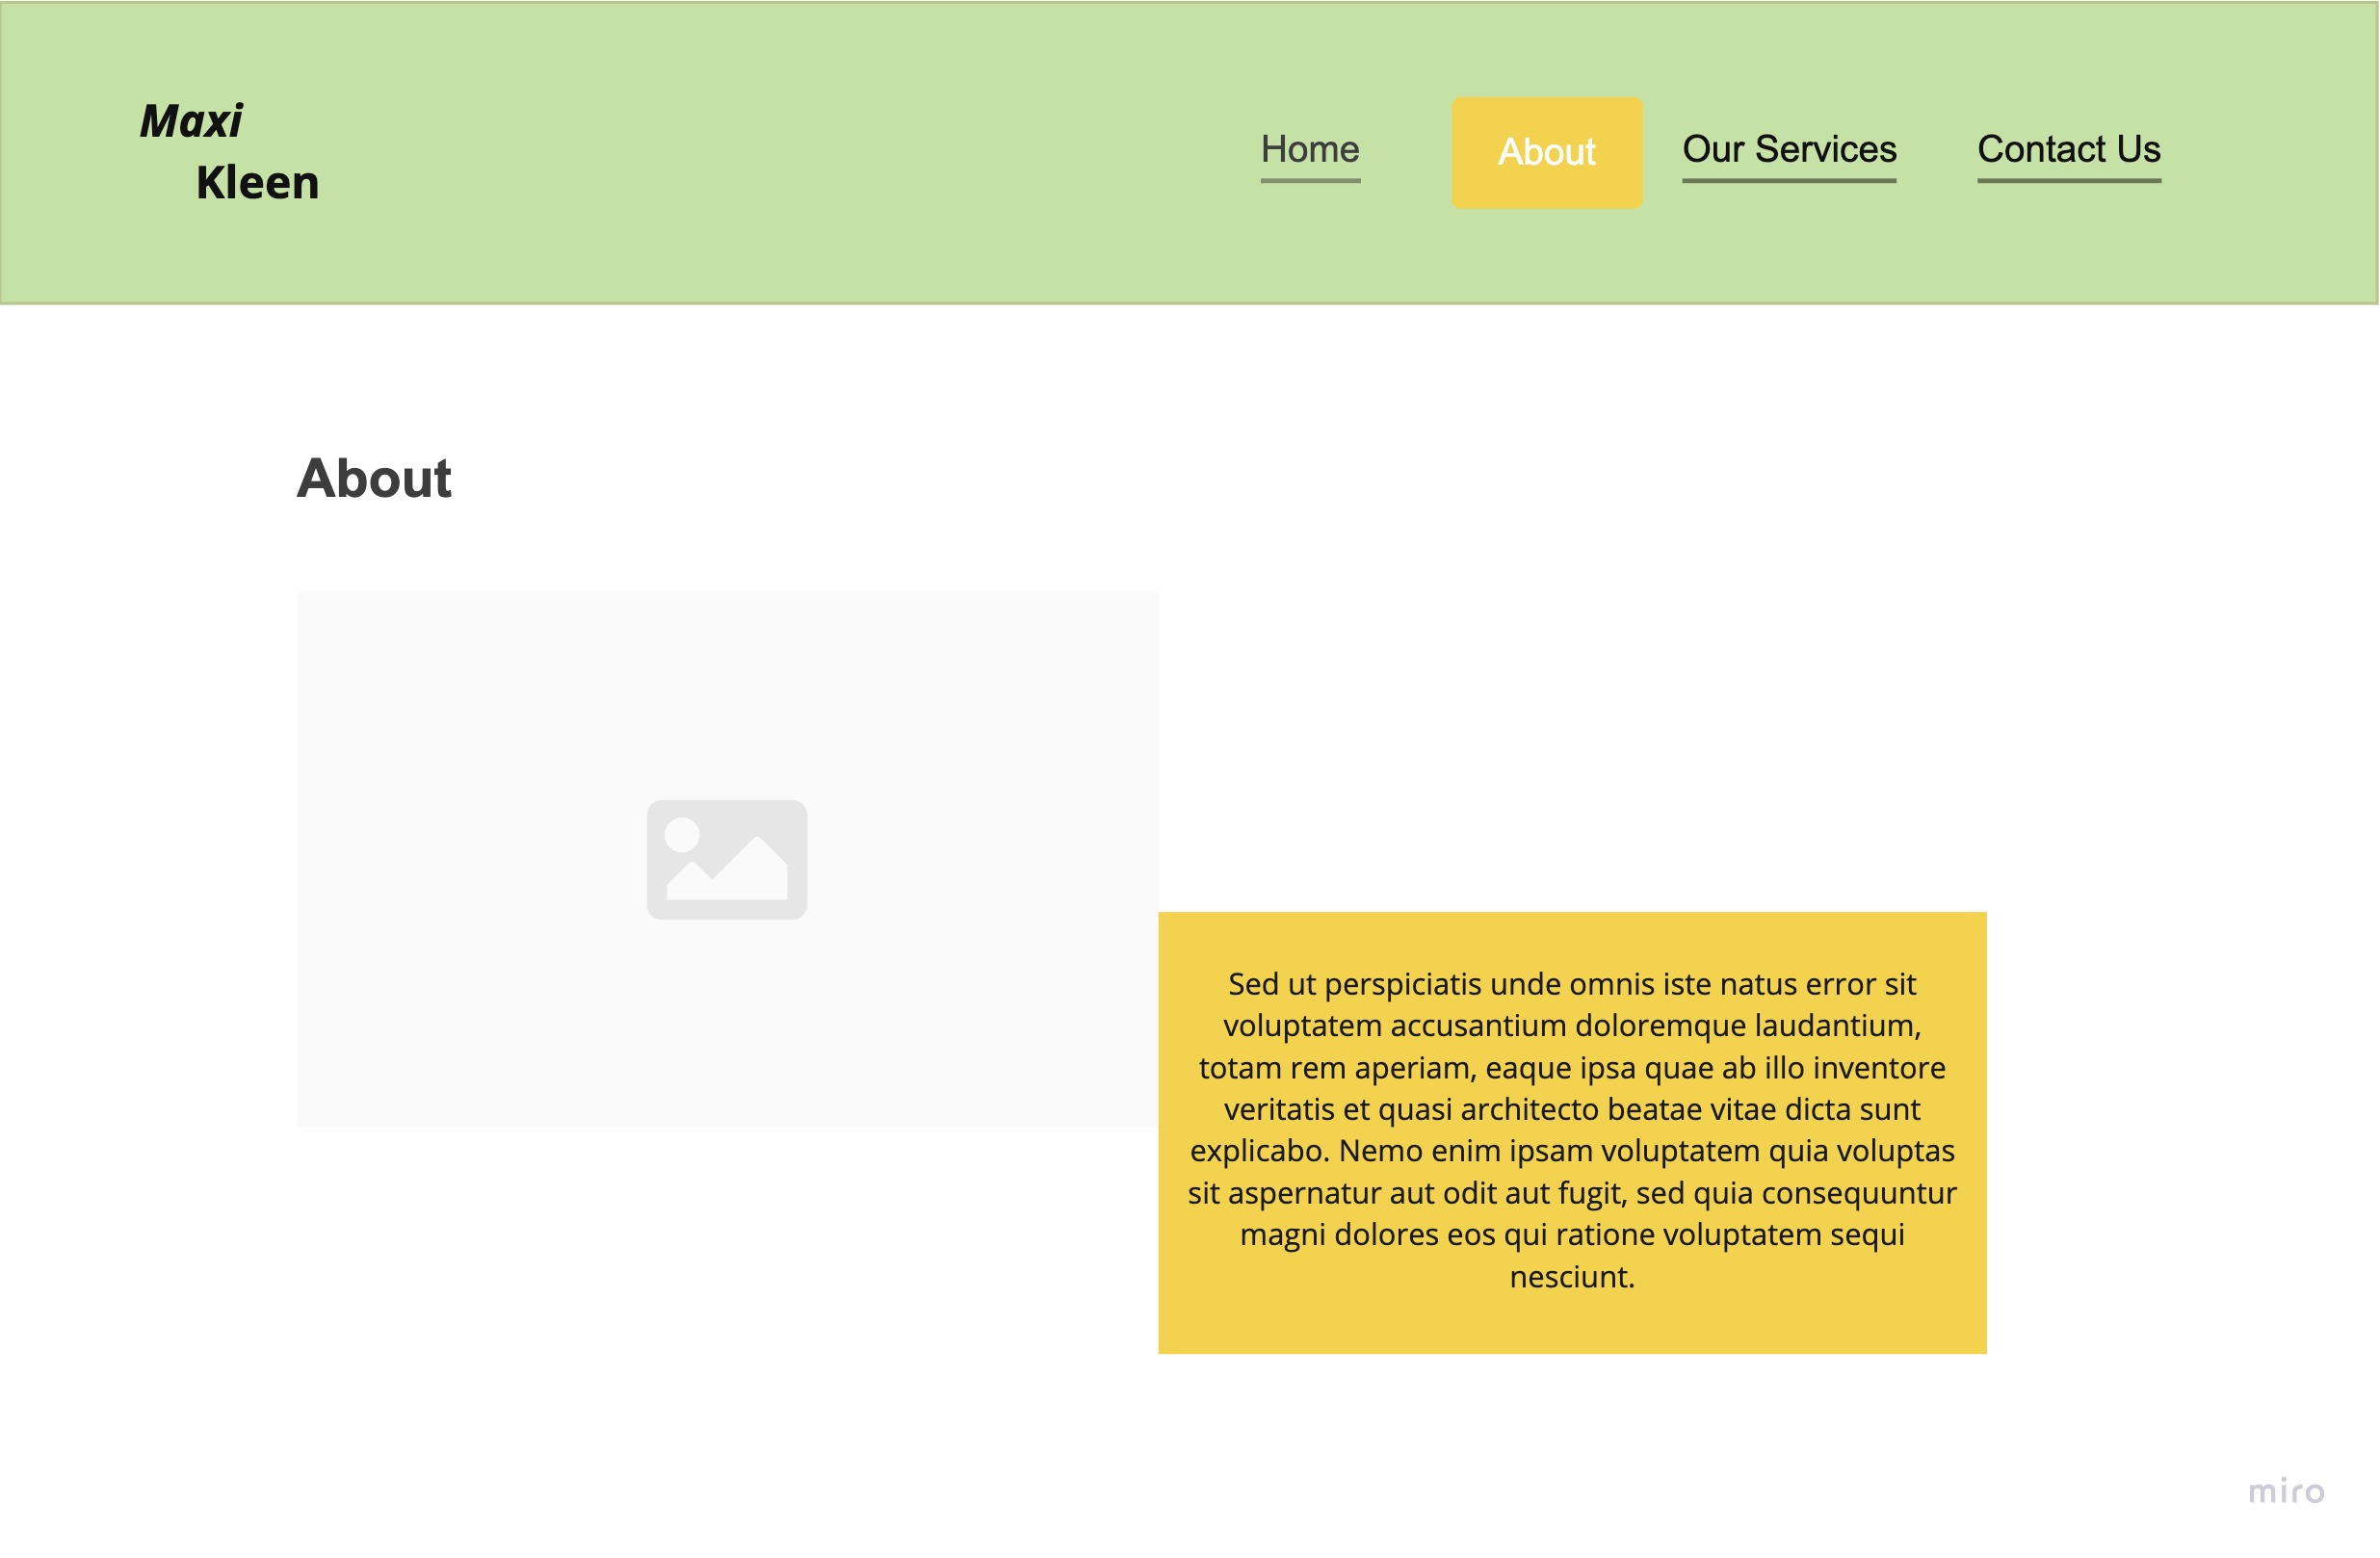 Maxi
Kleen
Home About Our Services Contact Us
About
Sed ut perspiciatis unde omnis iste natus error sit
voluptatem accusantium doloremque laudantium,
totam rem aperiam, eaque ipsa quae ab illo inventore
veritatis et quasi architecto beatae vitae dicta sunt
explicabo. Nemo enim ipsam voluptatem quia voluptas
sit aspernatur aut odit aut fugit, sed quia consequuntur
magni dolores eos qui ratione voluptatem sequi
nesciunt.
miro